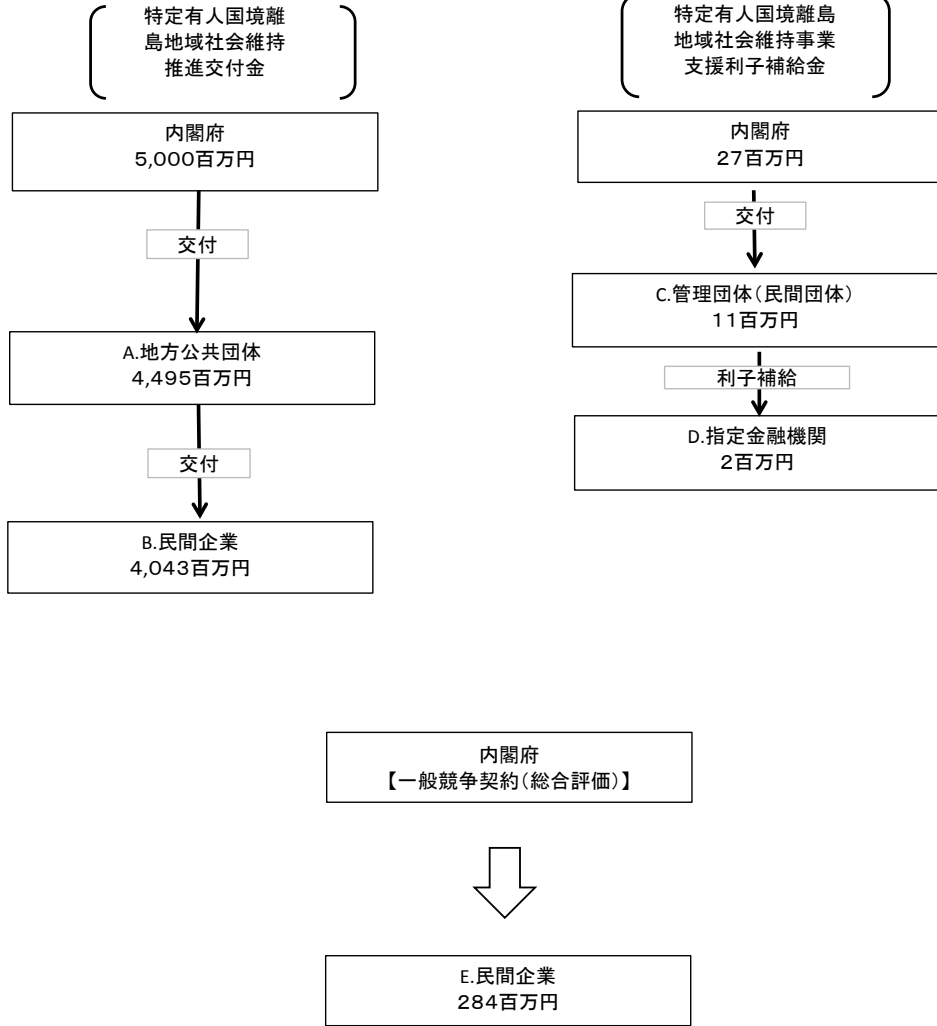 特定有人国境離
島地域社会維持
推進交付金
内閣府
5,000百万円
交付
A.地方公共団体
4,495百万円
交付
B.民間企業
4,043百万円
特定有人国境離島
地域社会維持事業
支援利子補給金
内閣府
27百万円
交付
C.管理団体(民間団体)
11百万円
利子補給
D.指定金融機関
2百万円
内閣府
【一般競争契約(総合評価)】
E.民間企業
284百万円